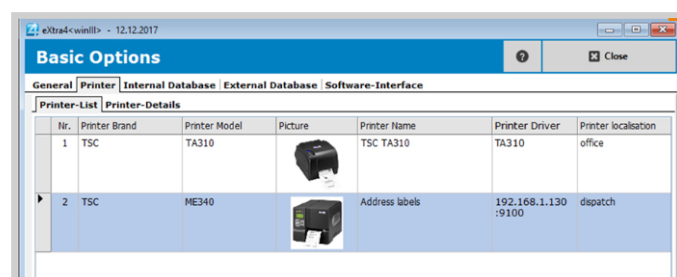 eXtra4<winIII> - 12.12.2017
Basic Options
? Close
General Printer Internal Database External Database Software-Interface
Printer-List Printer-Details
Nr. Printer Brand Printer Model Picture Printer Name Printer Driver Printer localisation
1 TSC TA310 TSC TA310 TA310 office
2 TSC ME340 Address labels 192.168.1.130 dispatch
:9100